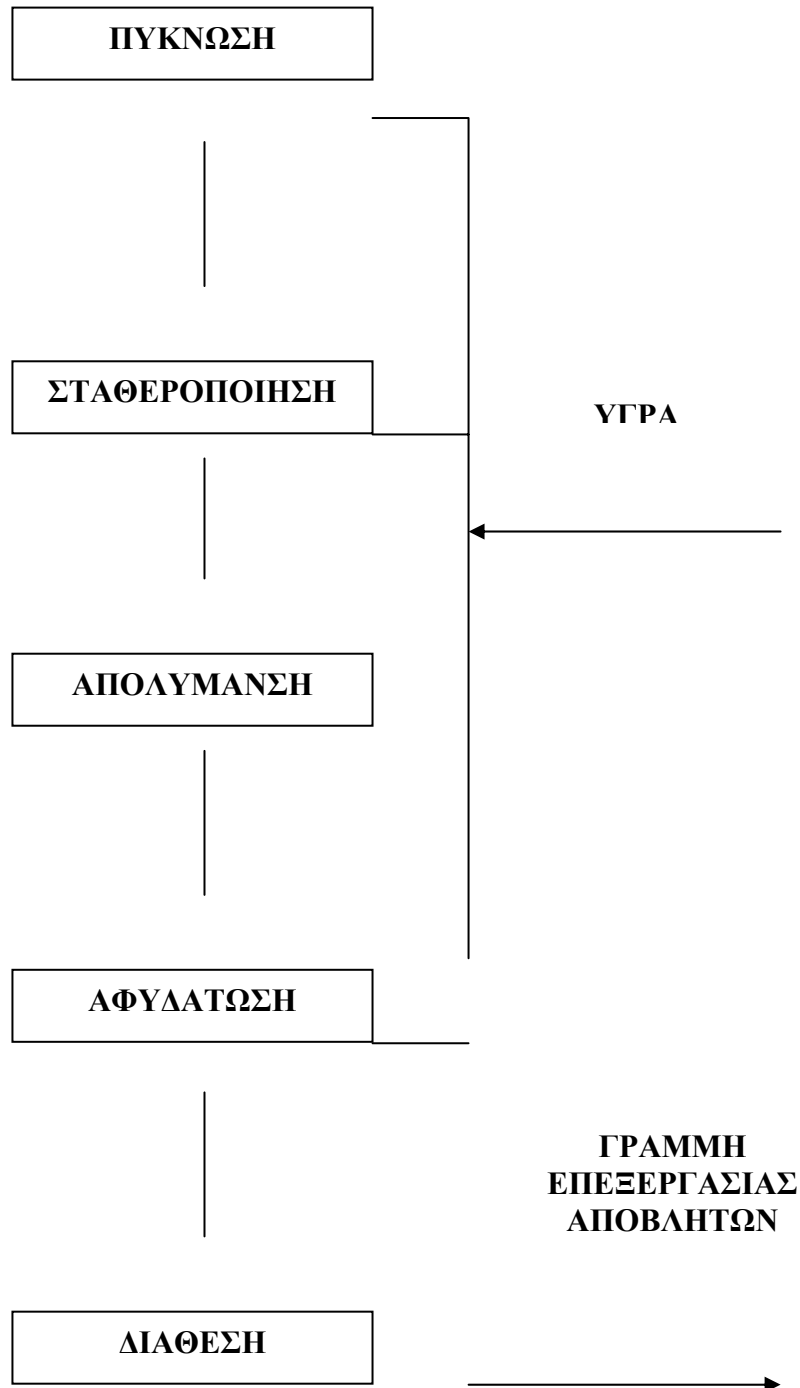 ΠΥΚΝΩΣΗ
ΣΤΑΘΕΡΟΠΟΙΗΣΗ
ΥΓΡΑ
ΑΠΟΛΥΜΑΝΣΗ
ΑΦΥΔΑΤΩΣΗ
ΓΡΑΜΜΗ
ΕΠΕΞΕΡΓΑΣΙΑΣ
ΑΠΟΒΛΗΤΩΝ
ΔΙΑΘΕΣΗ